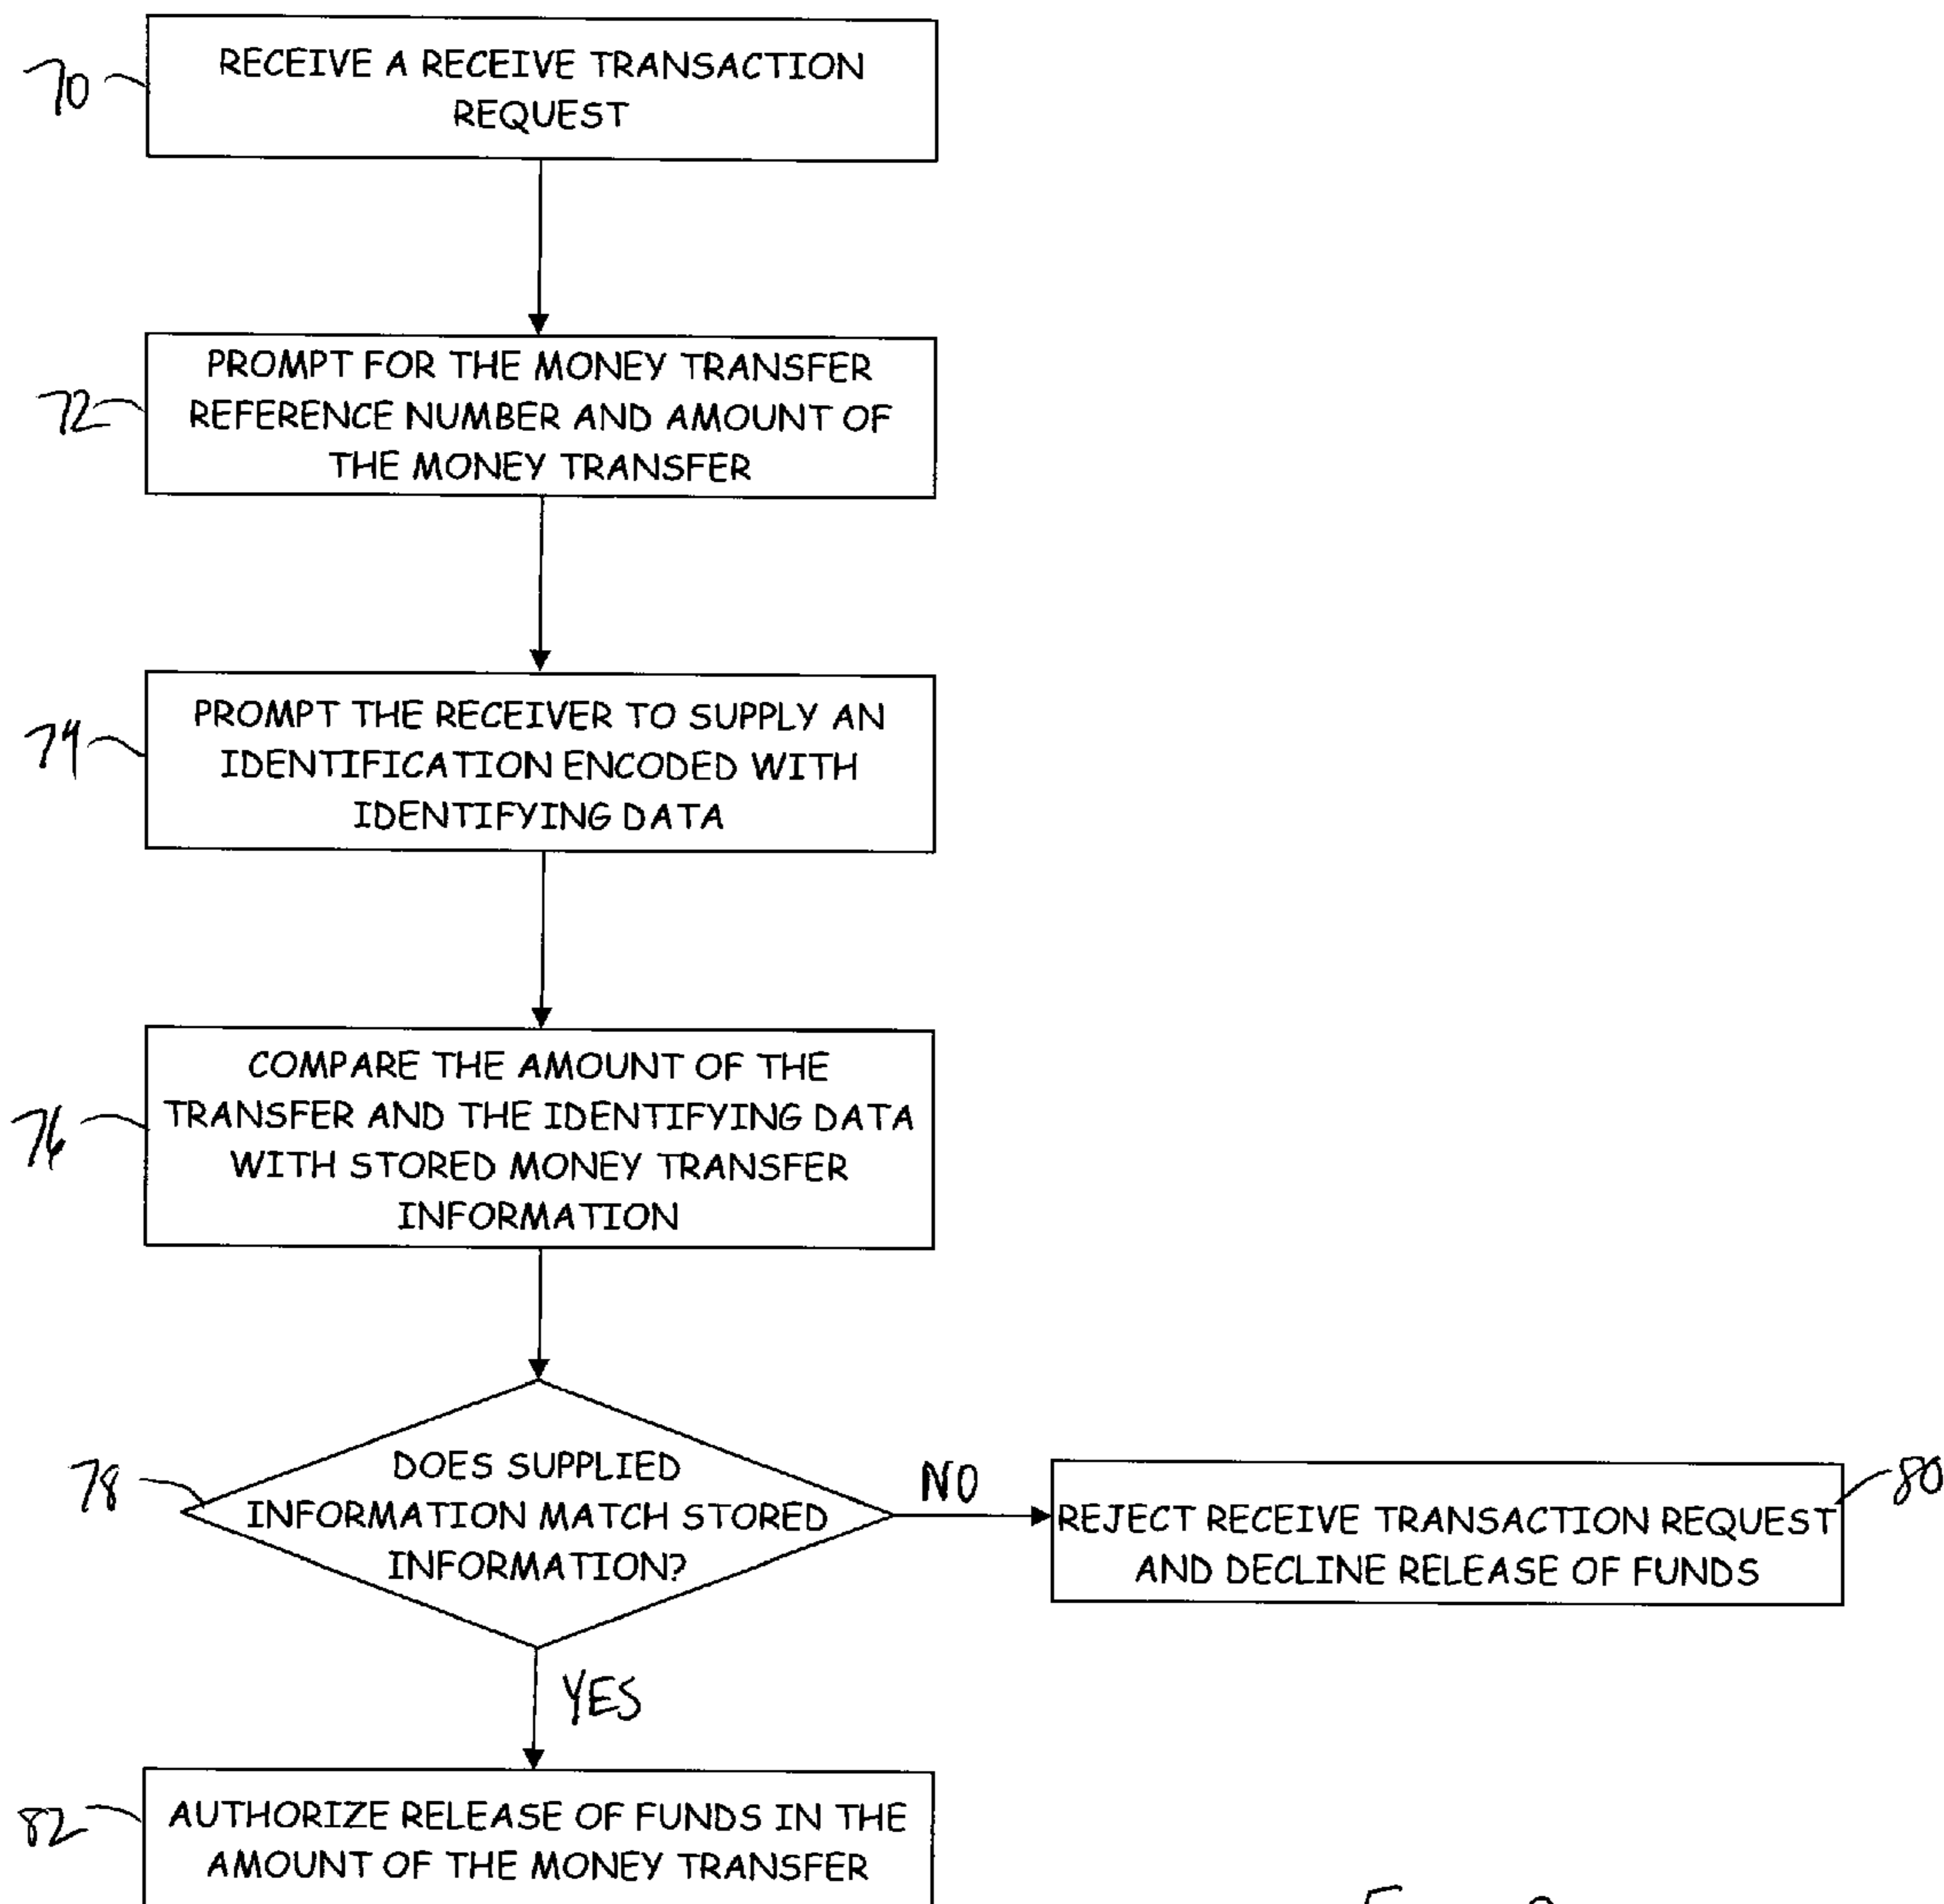 70
RECEIVE A RECEIVE TRANSACTION
REQUEST
72
PROMPT FOR THE MONEY TRANSFER
REFERENCE NUMBER AND AMOUNT OF
THE MONEY TRANSFER
74
PROMPT THE RECEIVER TO SUPPLY AN
IDENTIFICATION ENCODED WITH
IDENTIFYING DATA
76
COMPARE THE AMOUNT OF THE
TRANSFER AND THE IDENTIFYING DATA
WITH STORED MONEY TRANSFER
INFORMATION
78
DOES SUPPLIED
INFORMATION MATCH STORED
INFORMATION?
NO
80
REJECT RECEIVE TRANSACTION REQUEST
AND DECLINE RELEASE OF FUNDS
YES
82
AUTHORIZE RELEASE OF FUNDS IN THE
AMOUNT OF THE MONEY TRANSFER